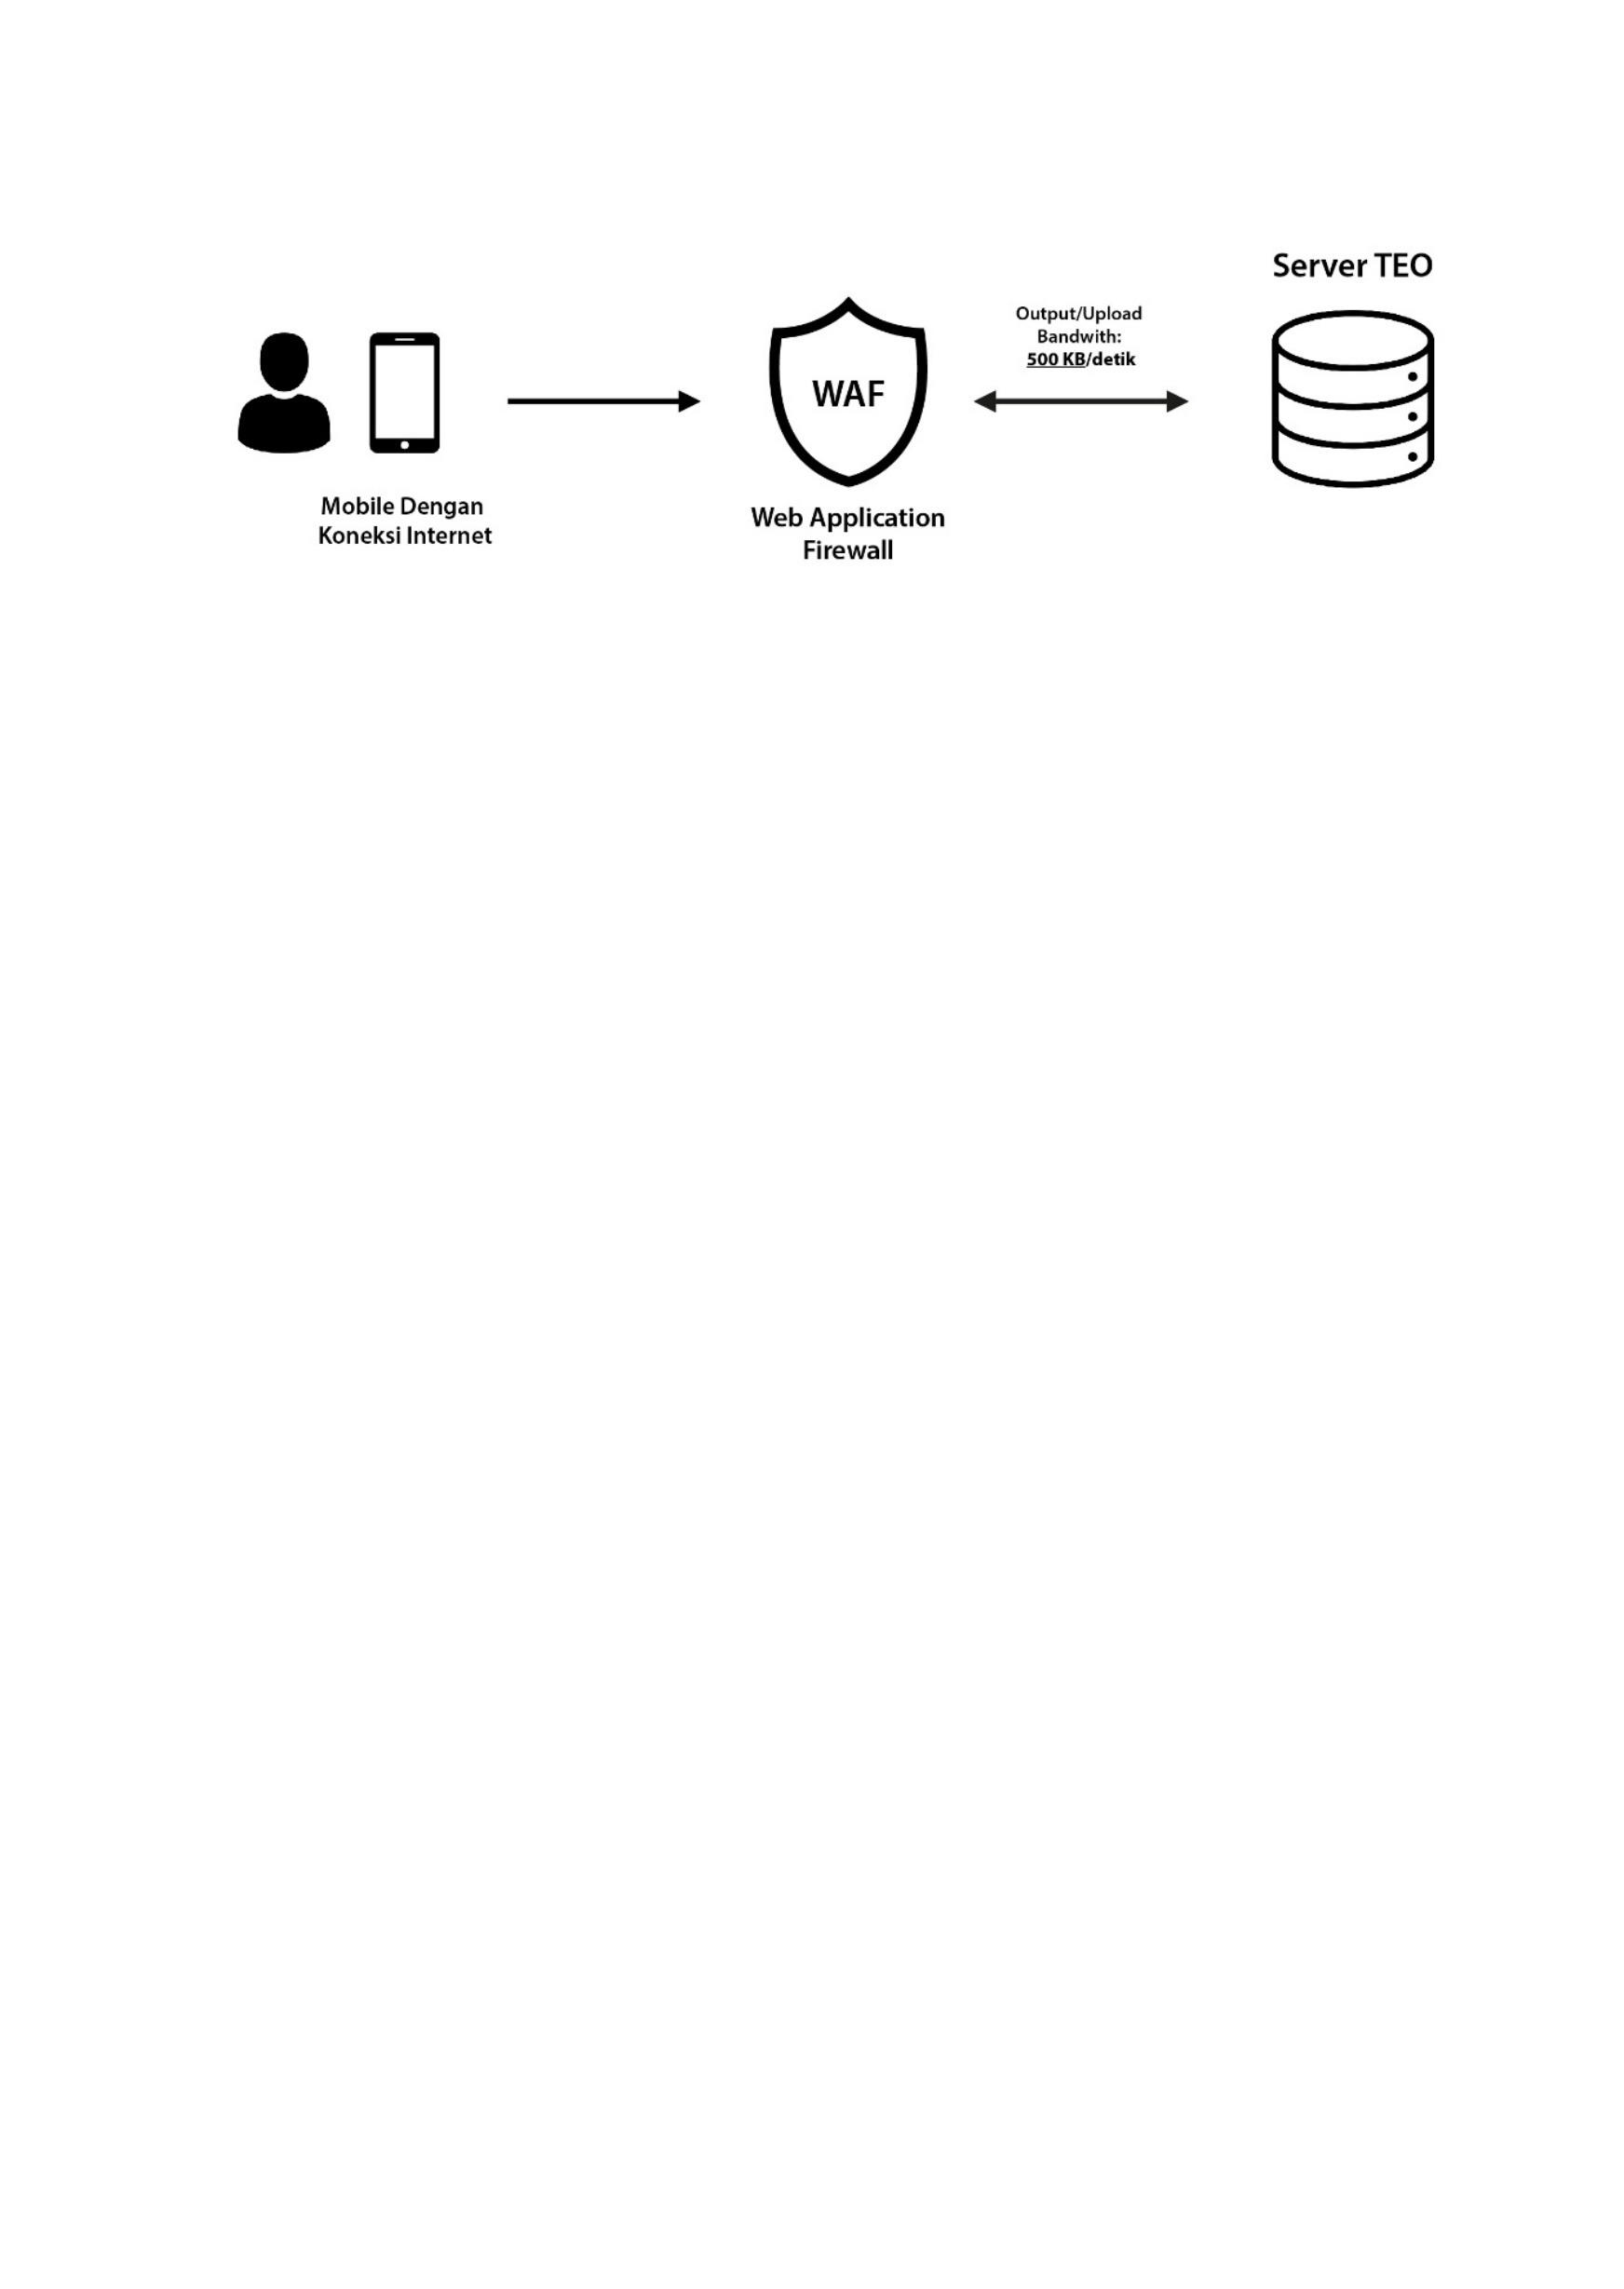 Server TEO
Output/Upload
Bandwith:
500 KB/detik
WAF
Mobile Dengan
Koneksi Internet
Web Application
Firewall